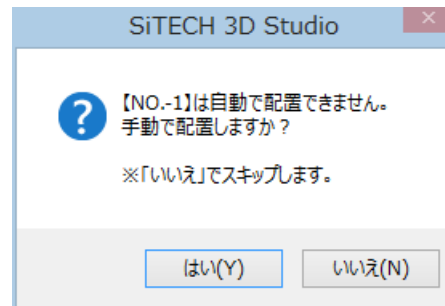 SiTECH 3D Studio
【NO.-1】は自動で配置できません。
手動で配置しますか？
※「いいえ」でスキップします。
はい(Y)
いいえ(N)